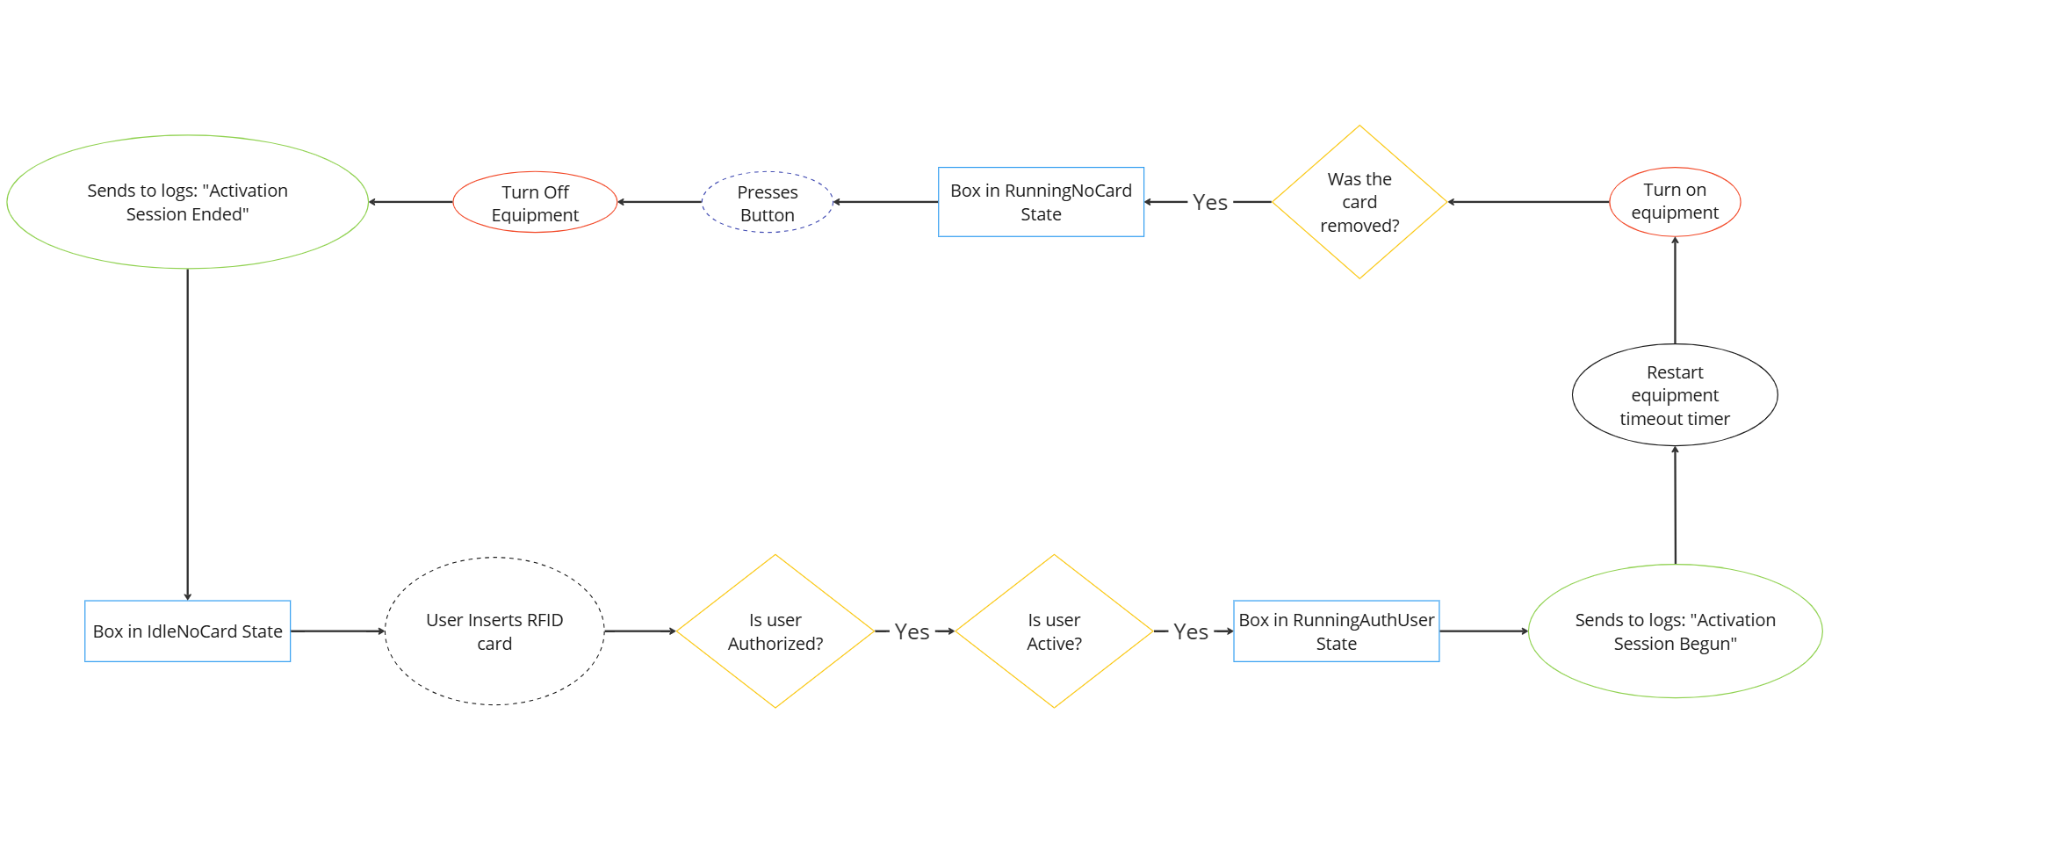 Sends to logs: "Activation
Session Ended"
Turn Off
Equipment
Presses
Button
Box in RunningNoCard
State
Yes
Was the
card
removed?
Turn on
equipment
Restart
equipment
timeout timer
Box in IdleNoCard State
User Inserts RFID
card
Is user
Authorized?
Yes
Is user
Active?
Yes
Box in RunningAuthUser
State
Sends to logs: "Activation
Session Begun"